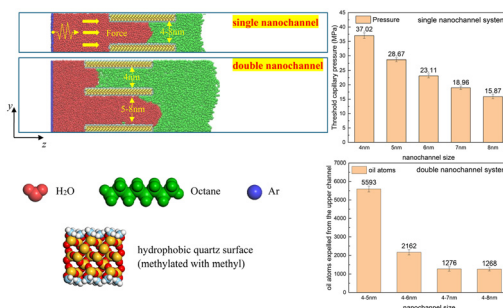 single nanochannel
Force
4-8nm
double nanochannel
4nm
5-8nm
y
z
H₂O
Octane
Ar
hydrophobic quartz surface
(methylated with methyl)
Pressure
single nanochannel system
Threshold capillary pressure (MPa)
40
35
30
25
20
15
10
5
0
37,02
28.67
23,11
18,96
15,87
4nm
5nm
6nm
7nm
8nm
nanochannel size
oil atoms
double nanochannel system
oil atoms expelled from the upper channel
7000
6000
5000
4000
3000
2000
1000
0
5593
2162
1276
1268
4-5nm
4-6nm
4-7nm
4-8nm
nanochannel size